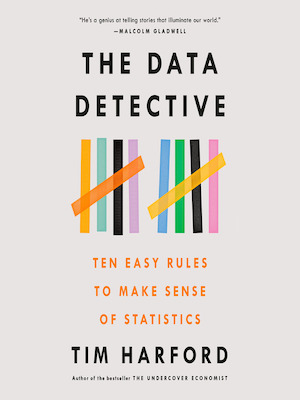 "He's a genius at telling stories that illuminate our world."
—MALCOLM GLADWELL
THE DATA
DETECTIVE
TEN EASY RULES
TO MAKE SENSE
OF STATISTICS
TIM HARFORD
Author of the bestseller THE UNDERCOVER ECONOMIST